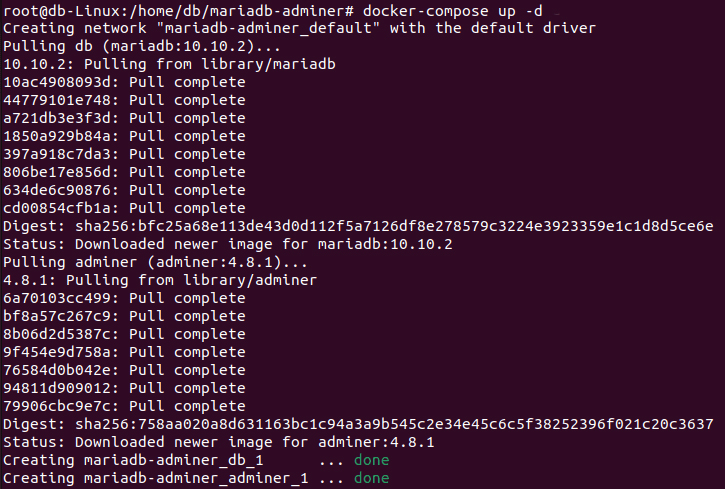 root@db-Linux:/home/db/mariadb-adminer# docker-compose up -d
Creating network "mariadb-adminer_default" with the default driver
Pulling db (mariadb:10.10.2)...
10.10.2: Pulling from library/mariadb
10ac4908093d: Pull complete
44779101e748: Pull complete
a721db3e3f3d: Pull complete
1850a929b84a: Pull complete
397a918c7da3: Pull complete
806be17e856d: Pull complete
634de6c90876: Pull complete
cd00854cfb1a: Pull complete
Digest: sha256:bfc25a68e113de43d0d112f5a7126df8e278579c3224e3923359e1c1d8d5ce6e
Status: Downloaded newer image for mariadb:10.10.2
Pulling adminer (adminer:4.8.1)...
4.8.1: Pulling from library/adminer
6a70103cc499: Pull complete
bf8a57c267c9: Pull complete
8b06d2d5387c: Pull complete
9f454e9d758a: Pull complete
76584d0b042e: Pull complete
94811d909012: Pull complete
79906cbc9e7c: Pull complete
Digest: sha256:758aa020a8d631163bc1c94a3a9b545c2e34e45c6c5f38252396f021c20c3637
Status: Downloaded newer image for adminer:4.8.1
Creating mariadb-adminer_db_1      ... done
Creating mariadb-adminer_adminer_1 ... done